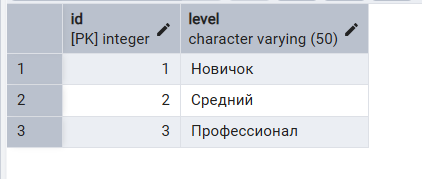 id level
[PK] integer character varying (50)
1 1 Новичок
2 2 Средний
3 3 Профессионал